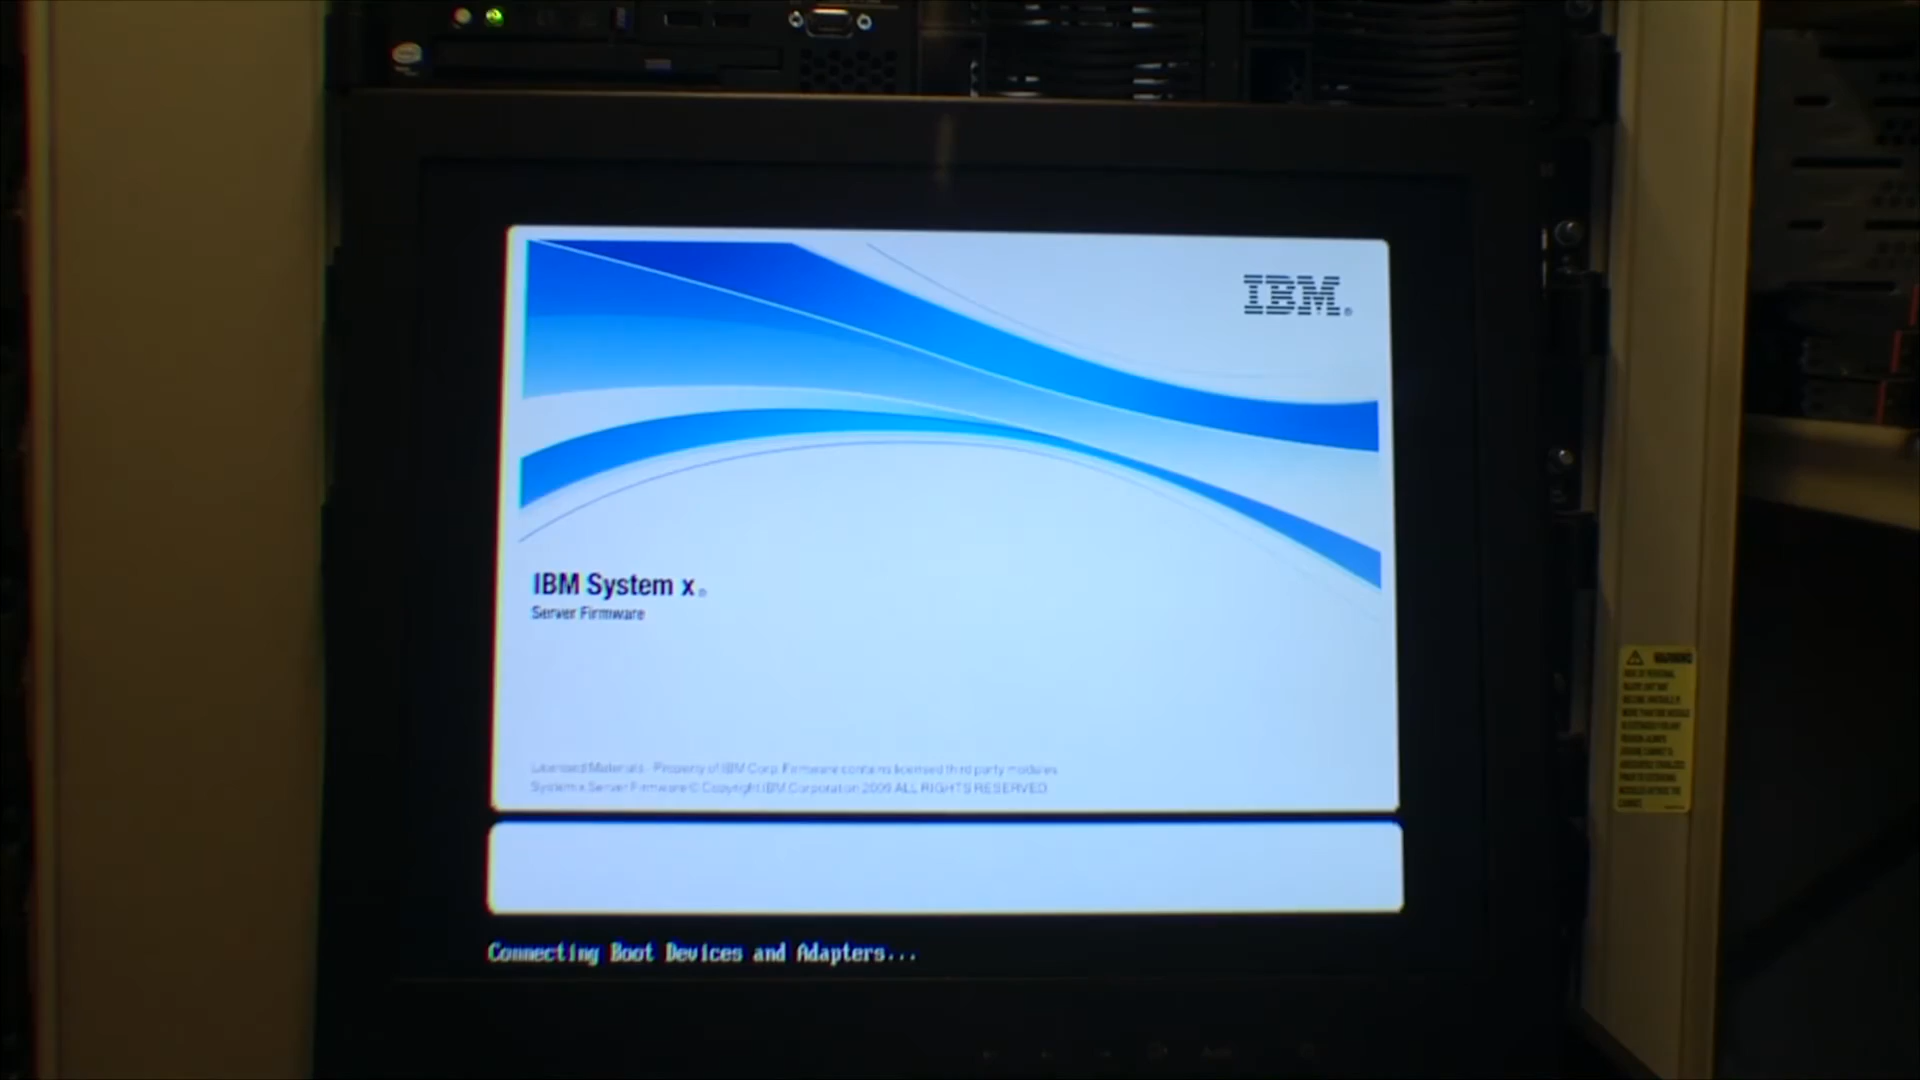 IBM®
IBM System x®
Server Firmware
Licensed Materials - Property of IBM Corp. Firmware contains licensed third party modules
System x Server Firmware © Copyright IBM Corporation 2009 ALL RIGHTS RESERVED
Connecting Boot Devices and Adapters...
WARNING